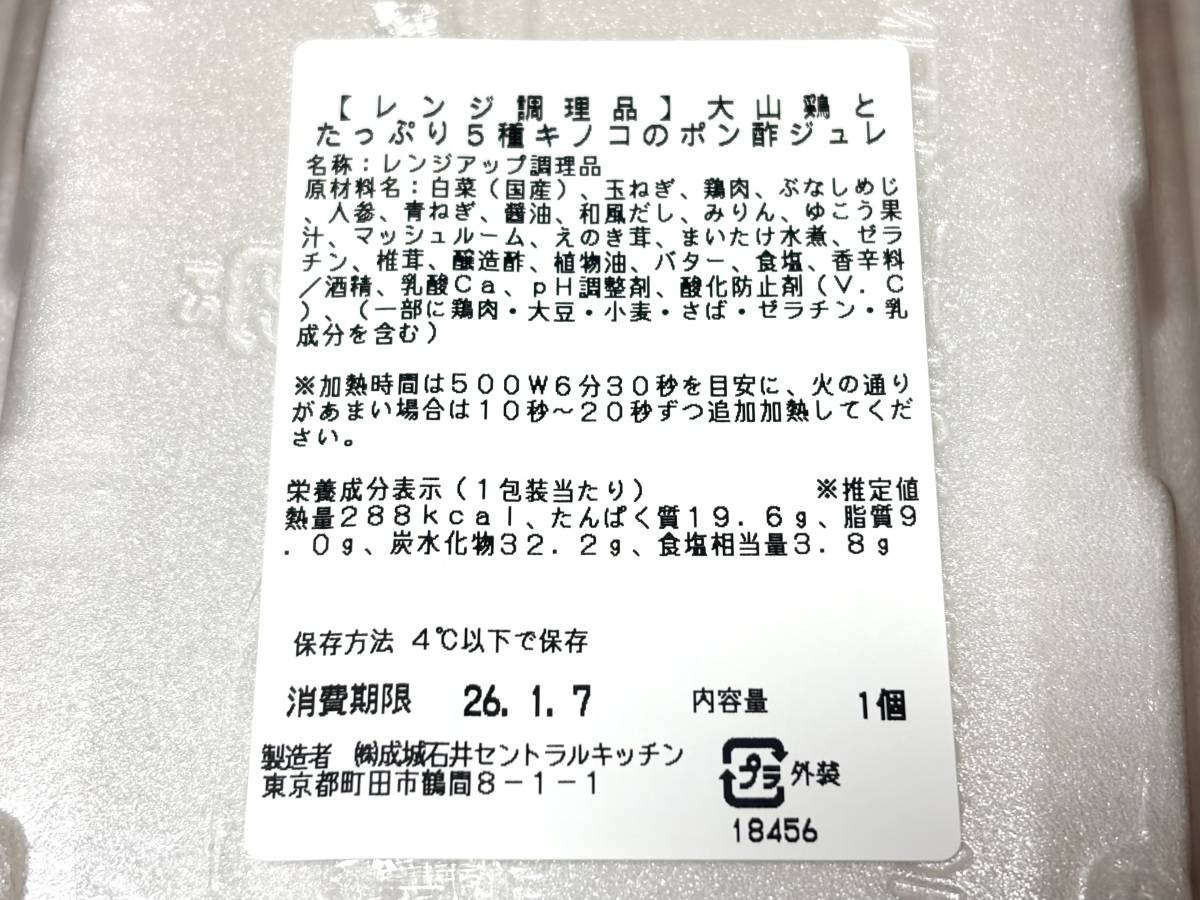 【レンジ調理品】大山鶏と
たっぷり5種キノコのポン酢ジュレ
名称：レンジアップ調理品
原材料名：白菜（国産）、玉ねぎ、鶏肉、ぶなしめじ
、人参、青ねぎ、醤油、和風だし、みりん、ゆこう果
汁、マッシュルーム、えのき茸、まいたけ水煮、ゼラ
チン、椎茸、醸造酢、植物油、バター、食塩、香辛料
／酒精、乳酸Ｃａ、ｐＨ調整剤、酸化防止剤（Ｖ．Ｃ
）、（一部に鶏肉・大豆・小麦・さば・ゼラチン・乳
成分を含む）
※加熱時間は５００Ｗ６分３０秒を目安に、火の通り
があまい場合は１０秒～２０秒ずつ追加加熱してくだ
さい。
栄養成分表示（１包装当たり） ※推定値
熱量２８８ｋｃａｌ、たんぱく質１９．６ｇ、脂質９
．０ｇ、炭水化物３２．２ｇ、食塩相当量３．８ｇ
保存方法 4℃以下で保存
消費期限 26.1.7 内容量 1個
製造者 ㈱成城石井セントラルキッチン
東京都町田市鶴間８－１－１
プラ 外装
18456